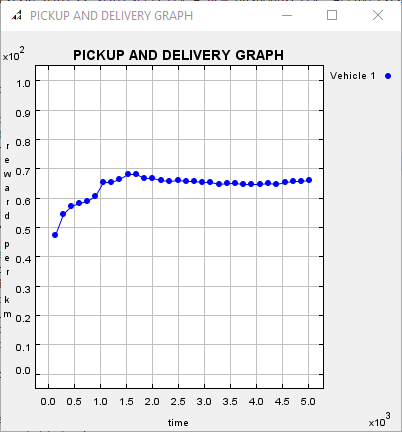 PICKUP AND DELIVERY GRAPH
x10^2
PICKUP AND DELIVERY GRAPH
Vehicle 1
1.0
0.9
0.8
0.7
0.6
0.5
0.4
0.3
0.2
0.1
0.0
reward per km
0.0 0.5 1.0 1.5 2.0 2.5 3.0 3.5 4.0 4.5 5.0
time
x10^3